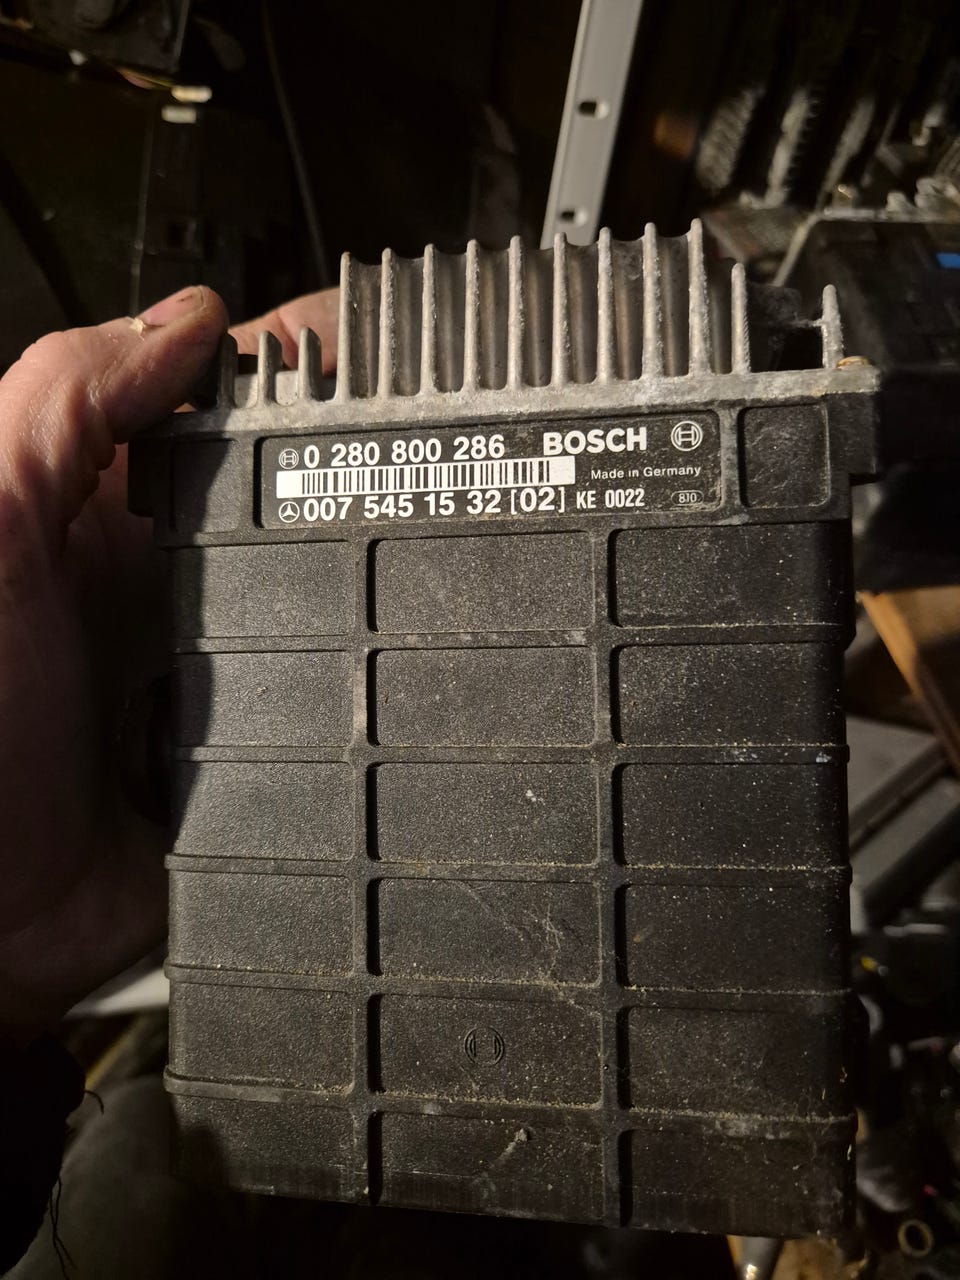 0 280 800 286 BOSCH
Made in Germany
007 545 15 32 [02] KE 0022 810